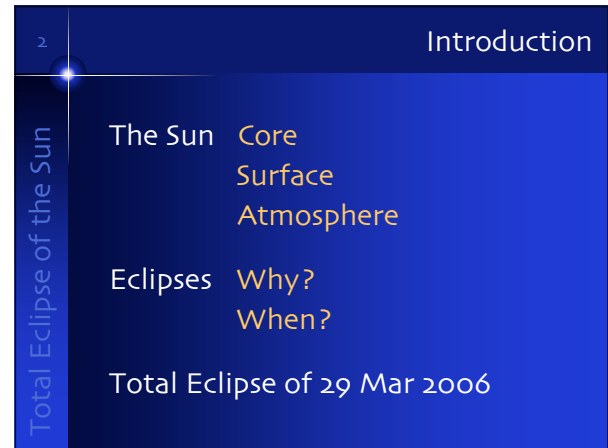 2
Introduction
Total Eclipse of the Sun
The Sun Core
Surface
Atmosphere
Eclipses Why?
When?
Total Eclipse of 29 Mar 2006